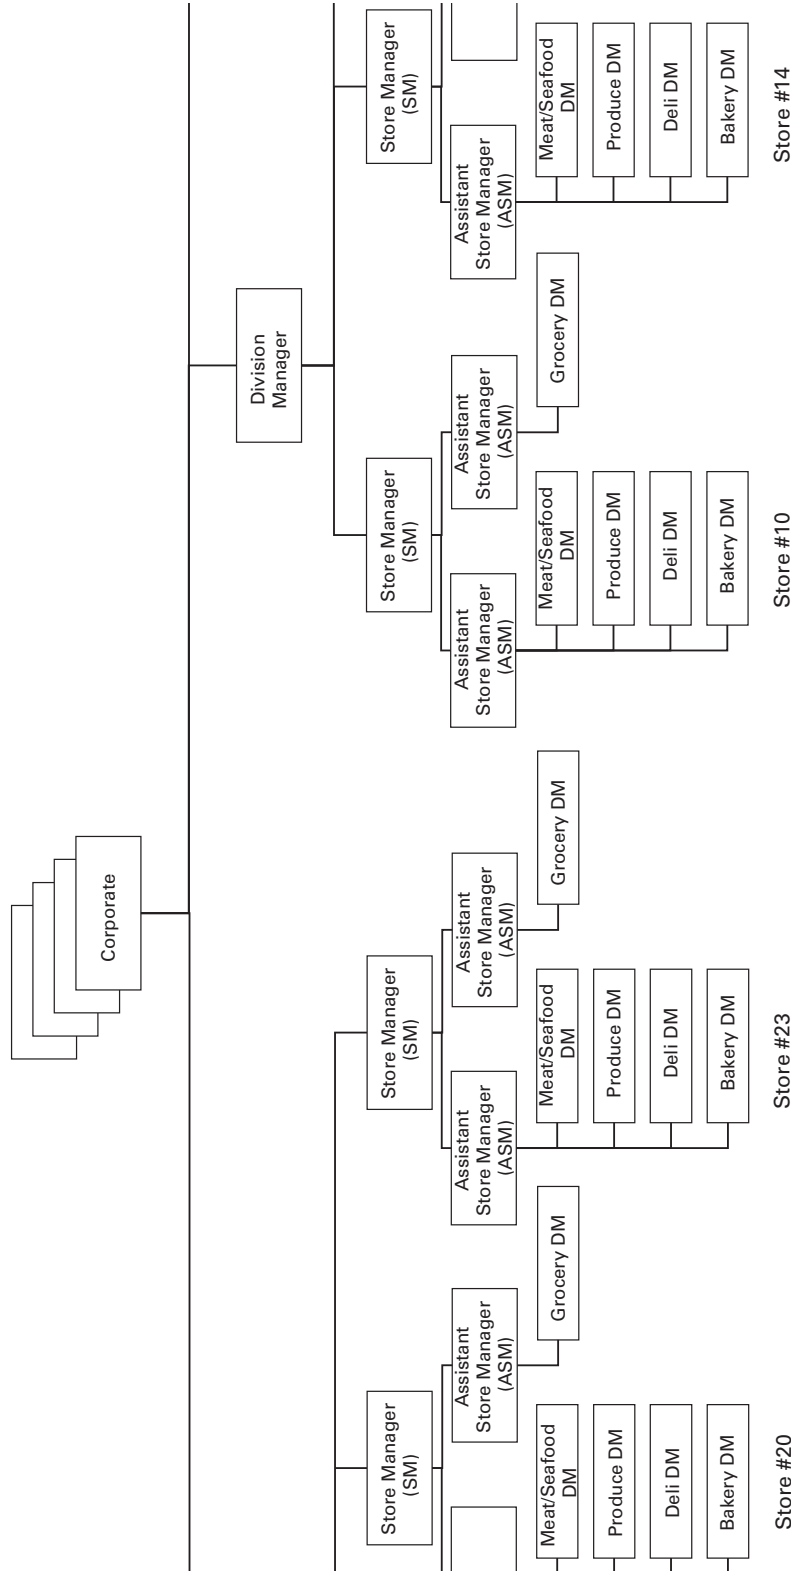 Corporate
Division
Manager
Store Manager
(SM)
Store Manager
(SM)
Store Manager
(SM)
Store Manager
(SM)
Assistant
Store Manager
(ASM)
Assistant
Store Manager
(ASM)
Assistant
Store Manager
(ASM)
Assistant
Store Manager
(ASM)
Assistant
Store Manager
(ASM)
Assistant
Store Manager
(ASM)
Meat/Seafood
DM
Grocery DM
Meat/Seafood
DM
Grocery DM
Meat/Seafood
DM
Grocery DM
Meat/Seafood
DM
Produce DM
Produce DM
Produce DM
Produce DM
Deli DM
Deli DM
Deli DM
Deli DM
Bakery DM
Bakery DM
Bakery DM
Bakery DM
Store #20
Store #23
Store #10
Store #14